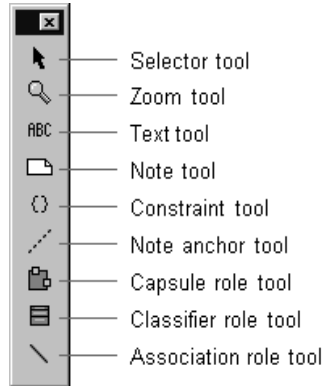 Selector tool
Zoom tool
ABC Text tool
Note tool
{} Constraint tool
Note anchor tool
Capsule role tool
Classifier role tool
Association role tool